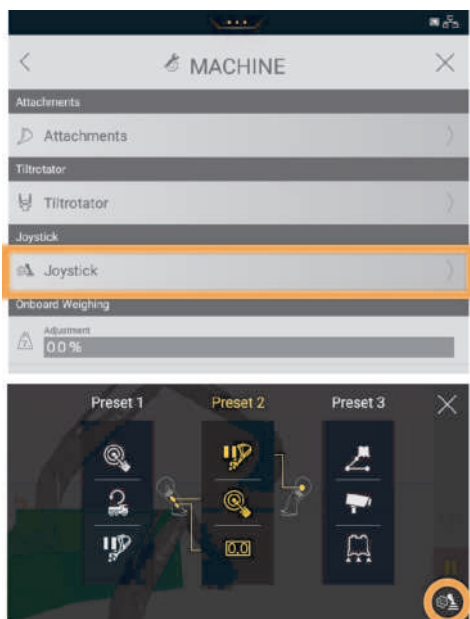 MACHINE
Attachments
Attachments
Tiltrotator
Tiltrotator
Joystick
Joystick
Onboard Weighing
Adjustment
0.0 %
Preset 1 Preset 2 Preset 3
0.0